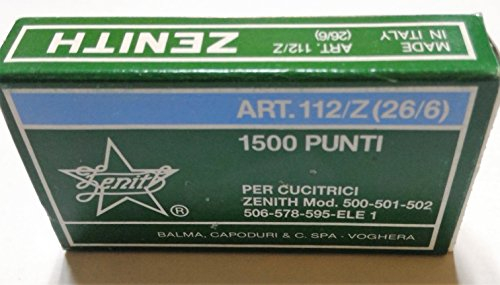 MADE
IN ITALY
ART. 112/Z
(26/6)
ZENITH
ART.112/Z(26/6)
1500 PUNTI
Zenith
®
PER CUCITRICI
ZENITH Mod. 500-501-502
506-578-595-ELE 1
BALMA, CAPODURI & C. SPA - VOGHERA